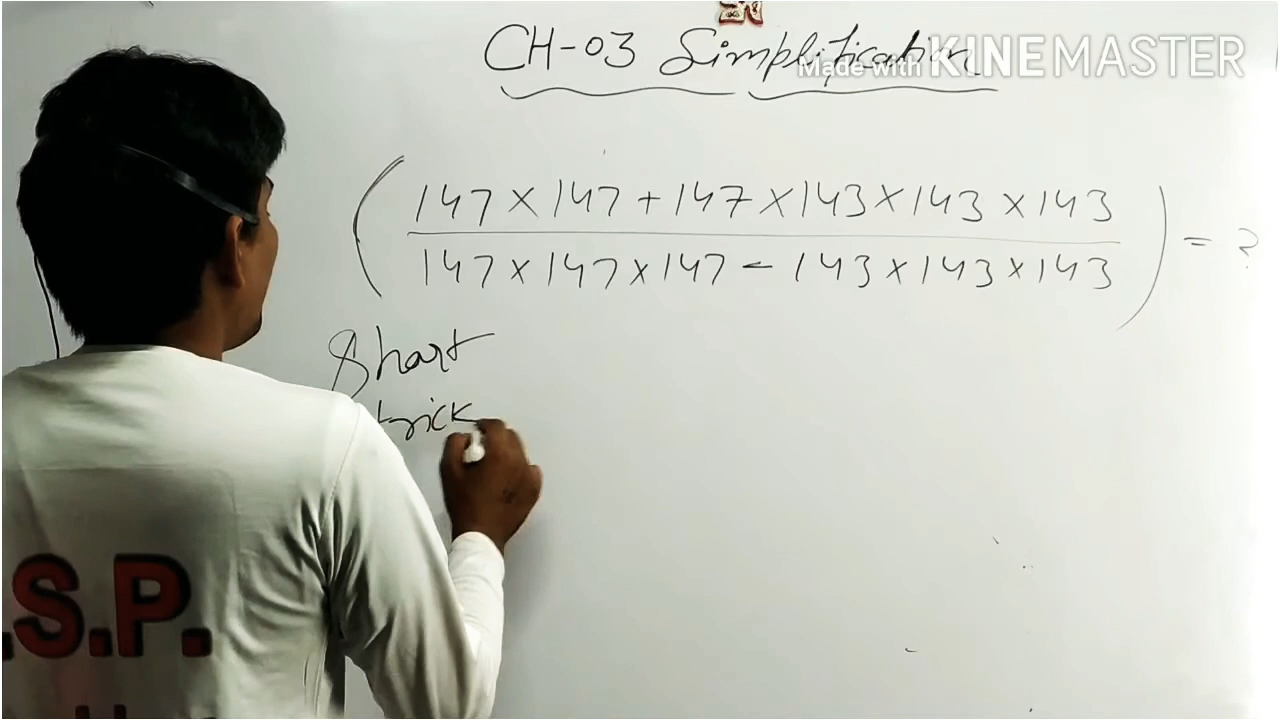 CH-03 Simplification
Made with KINEMASTER
( 147 × 147 + 147 × 143 × 143 × 143 / 147 × 147 × 147 - 143 × 143 × 143 ) = ?
Short
trick
.S.P.